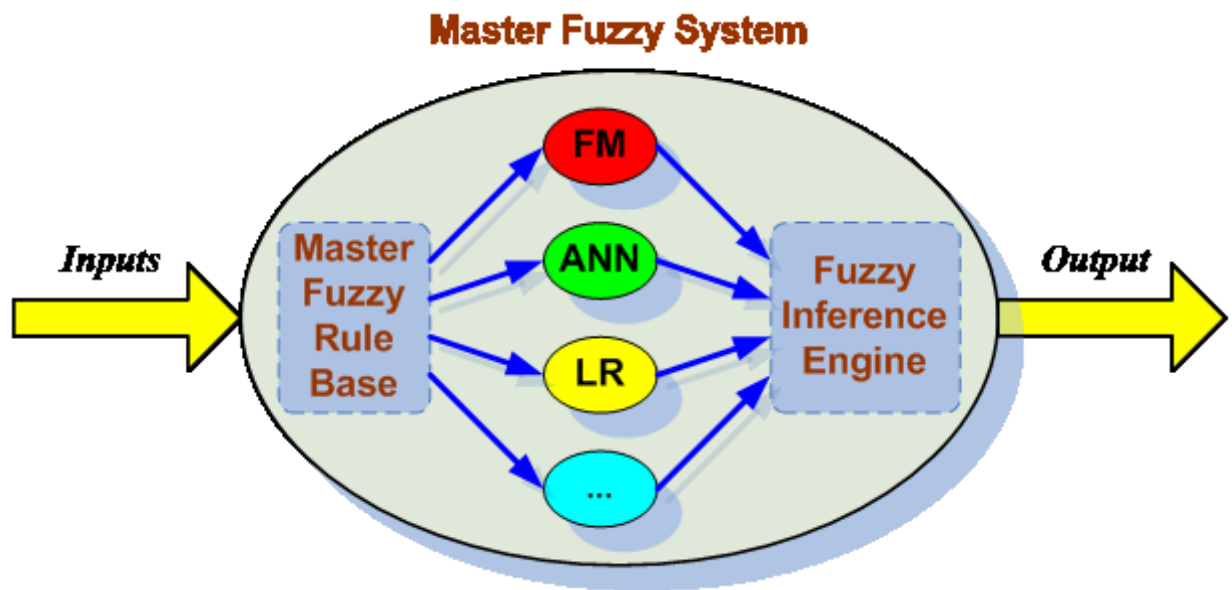 Master Fuzzy System
Inputs
Master
Fuzzy
Rule
Base
FM
ANN
LR
...
Fuzzy
Inference
Engine
Output